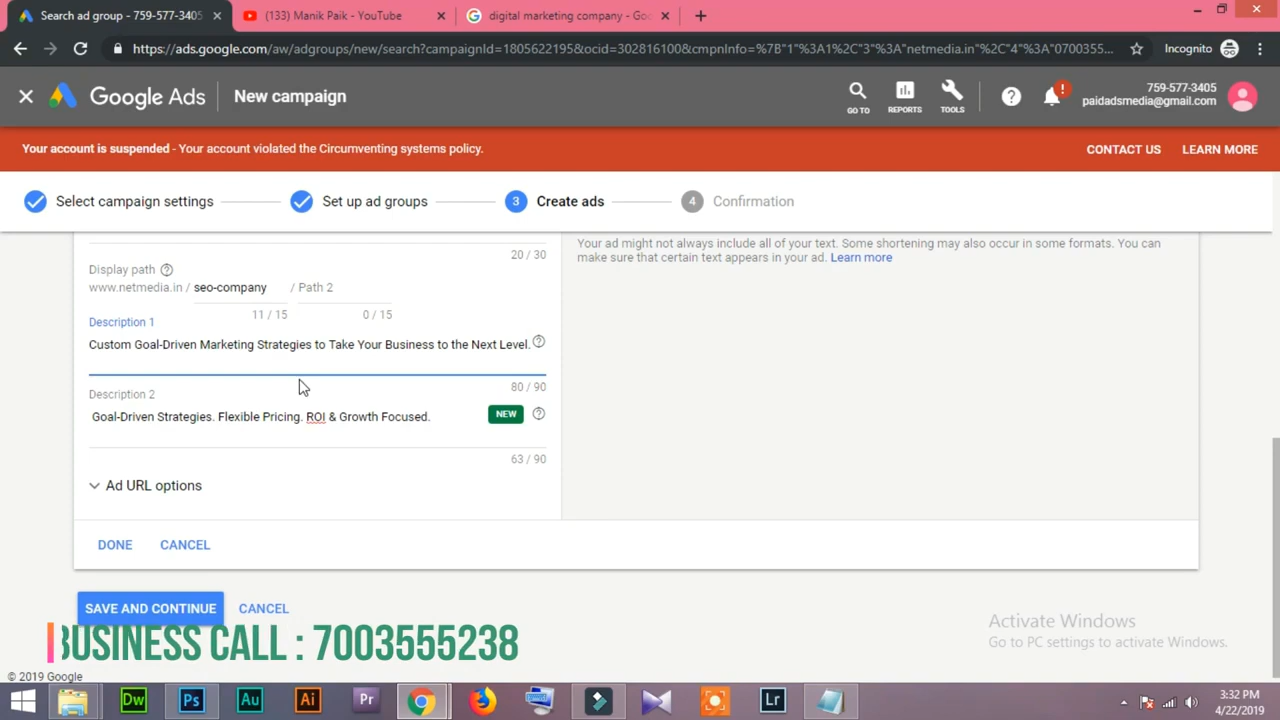 Search ad group - 759-577-3405
(133) Manik Paik - YouTube
digital marketing company - Goo
https://ads.google.com/aw/adgroups/new/search?campaignId=1805622195&ocid=302816100&cmpnInfo=%7B"1"%3A1%2C"3"%3A"netmedia.in"%2C"4"%3A"0700355...
Incognito
Google Ads
New campaign
GO TO
REPORTS
TOOLS
759-577-3405
paidadsmedia@gmail.com
Your account is suspended - Your account violated the Circumventing systems policy.
CONTACT US
LEARN MORE
Select campaign settings
Set up ad groups
3 Create ads
4 Confirmation
20 / 30
Display path
www.netmedia.in / seo-company / Path 2
11 / 15
0 / 15
Description 1
Custom Goal-Driven Marketing Strategies to Take Your Business to the Next Level.
80 / 90
Description 2
Goal-Driven Strategies. Flexible Pricing. ROI & Growth Focused.
NEW
63 / 90
Ad URL options
DONE
CANCEL
Your ad might not always include all of your text. Some shortening may also occur in some formats. You can
make sure that certain text appears in your ad. Learn more
SAVE AND CONTINUE
CANCEL
BUSINESS CALL : 7003555238
Activate Windows
Go to PC settings to activate Windows.
© 2019 Google
Dw
Ps
Au
Ai
Pr
Lr
3:32 PM
4/22/2019